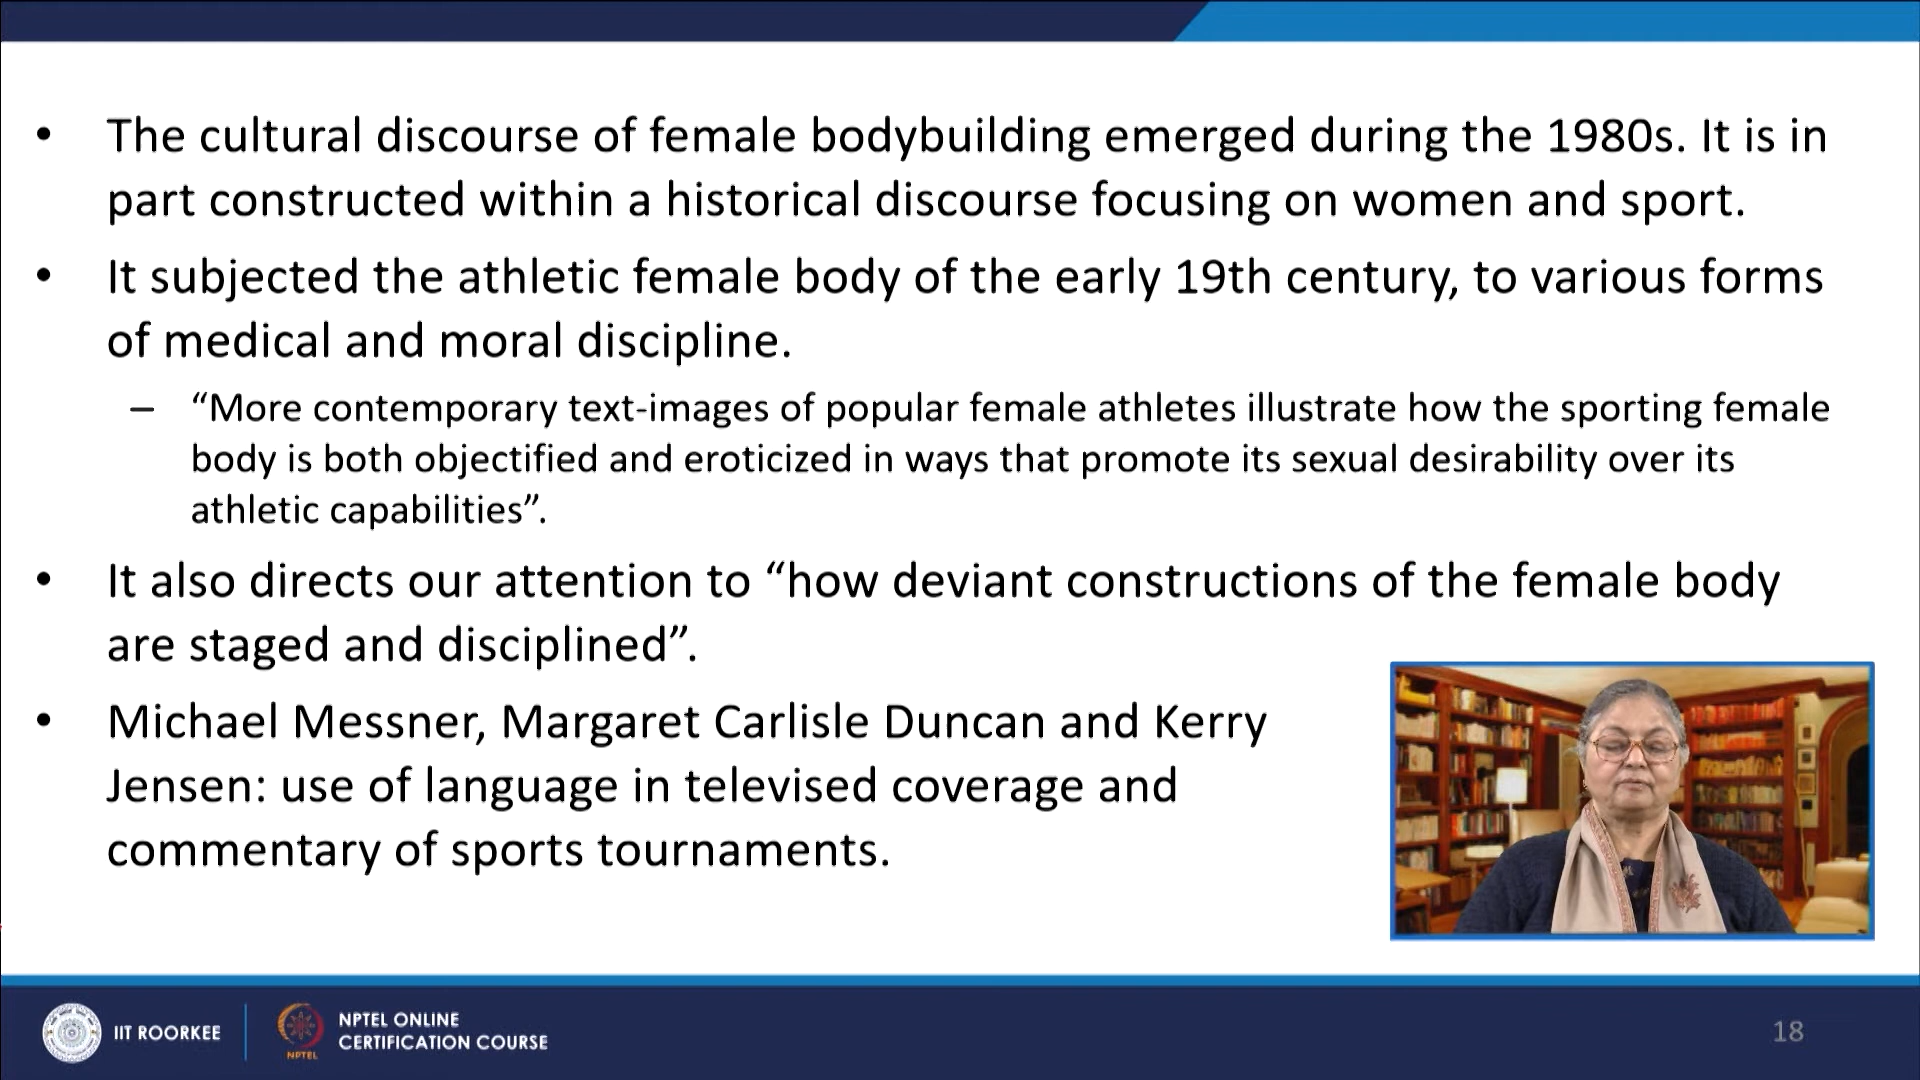 • The cultural discourse of female bodybuilding emerged during the 1980s. It is in
part constructed within a historical discourse focusing on women and sport.
• It subjected the athletic female body of the early 19th century, to various forms
of medical and moral discipline.
– “More contemporary text-images of popular female athletes illustrate how the sporting female
body is both objectified and eroticized in ways that promote its sexual desirability over its
athletic capabilities”.
• It also directs our attention to “how deviant constructions of the female body
are staged and disciplined”.
• Michael Messner, Margaret Carlisle Duncan and Kerry
Jensen: use of language in televised coverage and
commentary of sports tournaments.
IIT ROORKEE
NPTEL
NPTEL ONLINE
CERTIFICATION COURSE
18